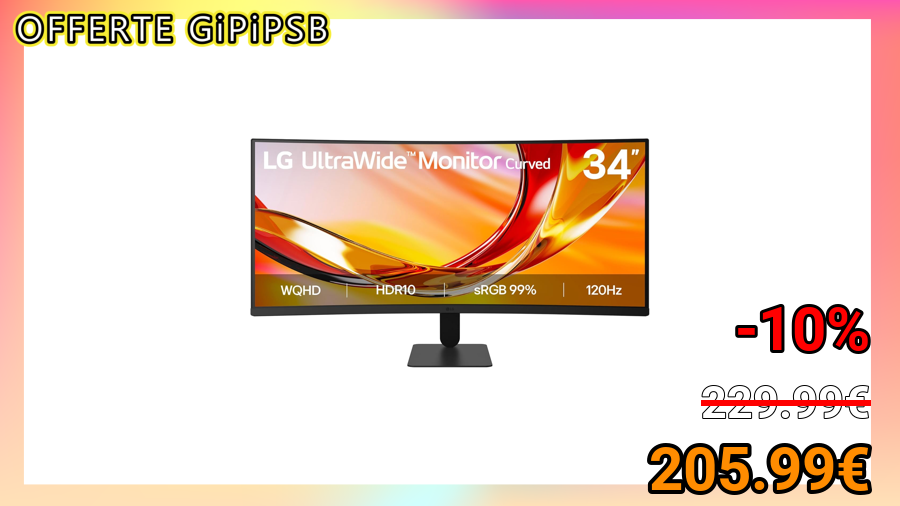 OFFERTE GiPiPSB
LG UltraWide™ Monitor Curved 34"
WQHD | HDR10 | sRGB 99% | 120Hz
-10%
229.99€
205.99€